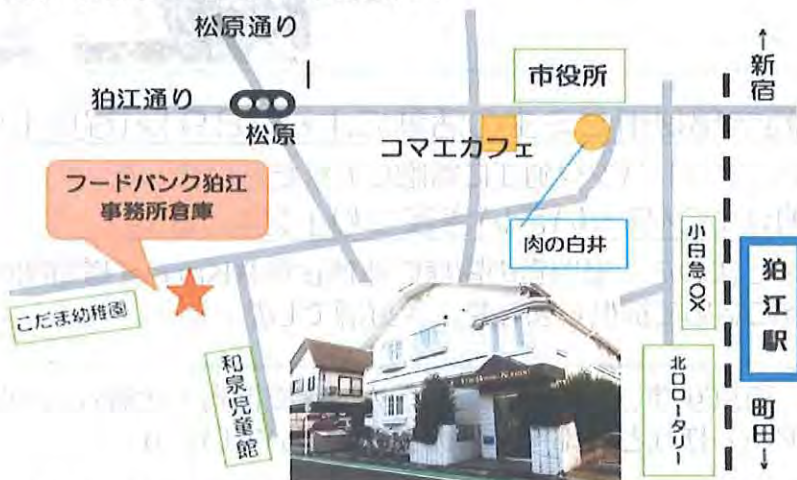 松原通り
狛江通り
松原
市役所
↑新宿
コマエカフェ
フードバンク狛江
事務所倉庫
肉の白井
小田急OX
狛江駅
こだま幼稚園
和泉児童館
北口ロータリー
町田↓